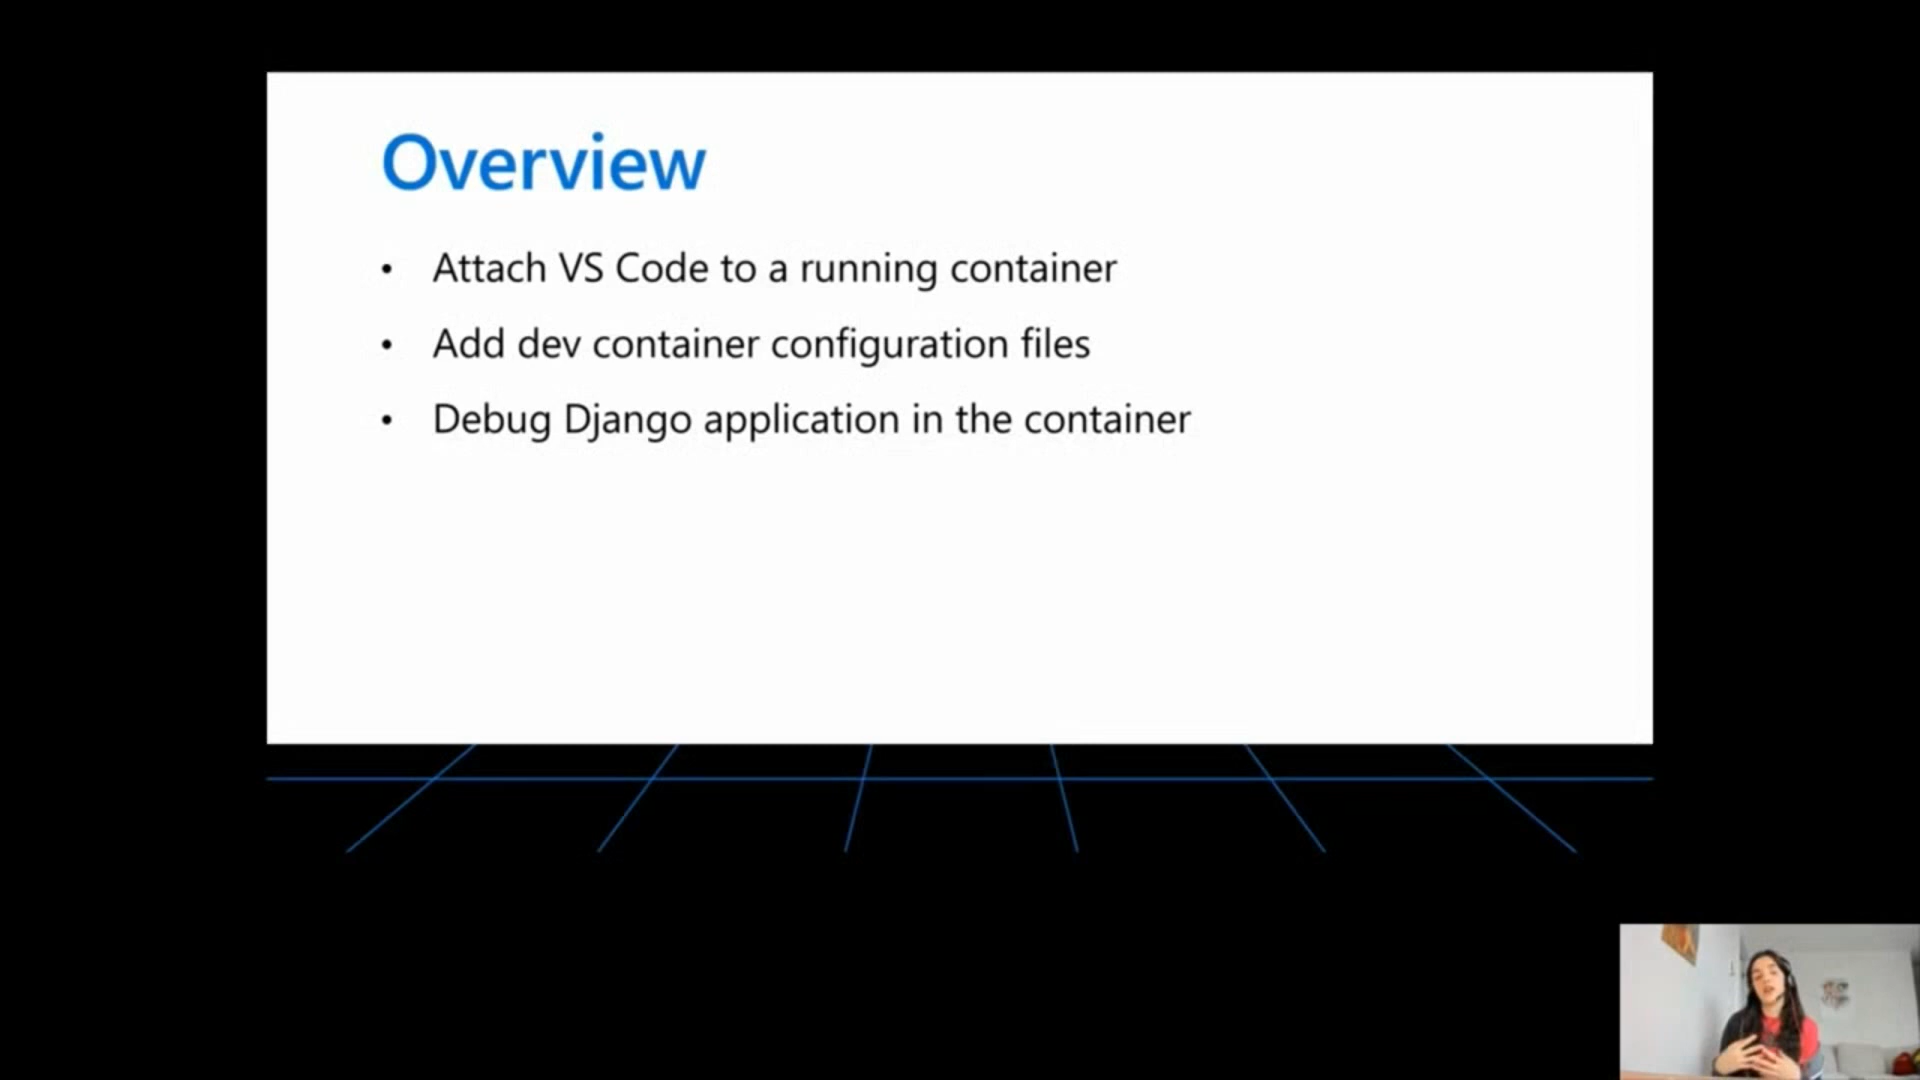 Overview
• Attach VS Code to a running container
• Add dev container configuration files
• Debug Django application in the container